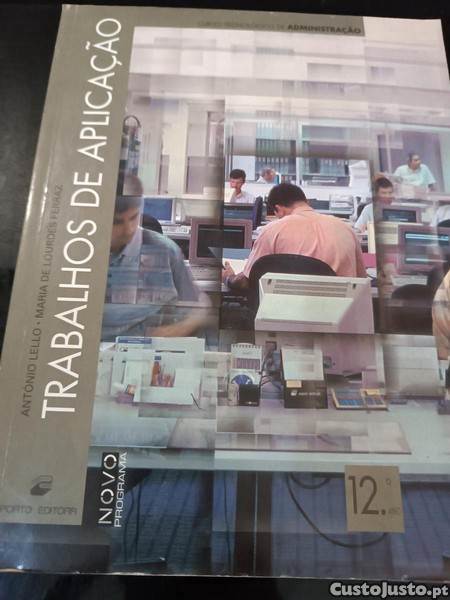 CURSO TECNOLÓGICO DE ADMINISTRAÇÃO
ANTÓNIO LELLO • MARIA DE LOURDES FERRAZ
TRABALHOS DE APLICAÇÃO
NOVO
PROGRAMA
12.º
ANO
PORTO EDITORA
CustoJusto.pt